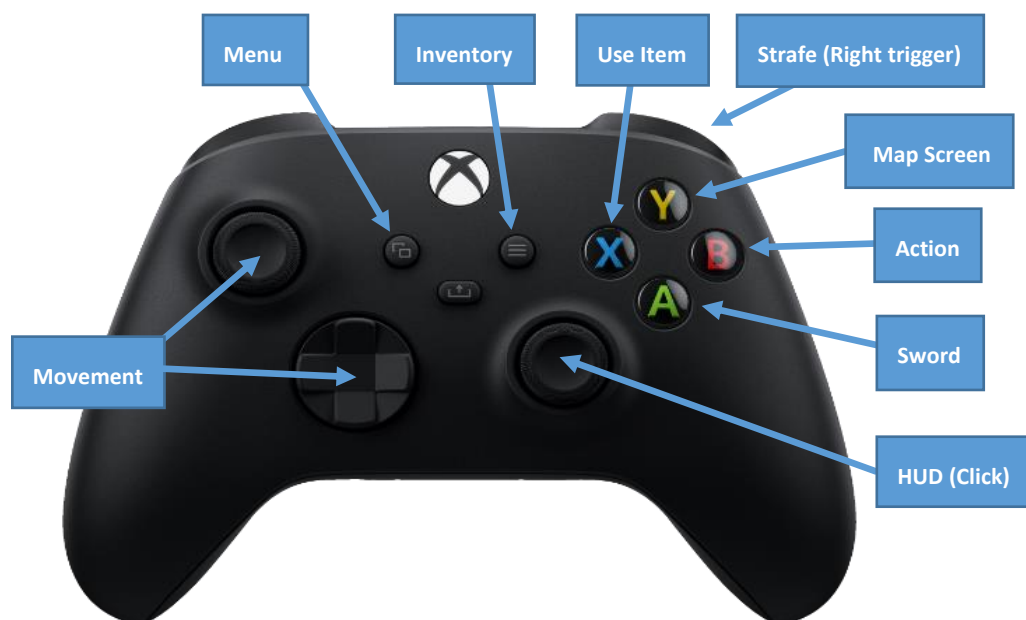 Menu
Inventory
Use Item
Strafe (Right trigger)
Map Screen
Y
X
B
Action
A
Sword
Movement
HUD (Click)